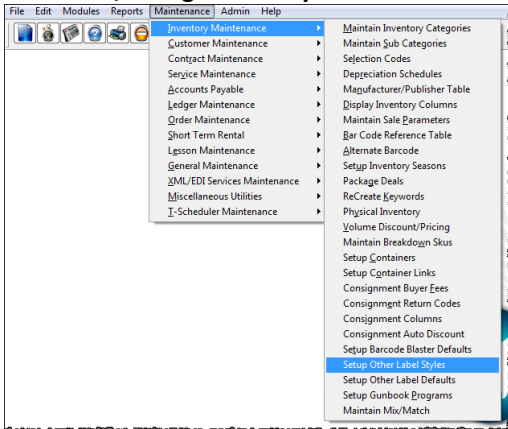 File Edit Modules Reports Maintenance Admin Help
Inventory Maintenance
Customer Maintenance
Contract Maintenance
Service Maintenance
Accounts Payable
Ledger Maintenance
Order Maintenance
Short Term Rental
Lesson Maintenance
General Maintenance
XML/EDI Services Maintenance
Miscellaneous Utilities
T-Scheduler Maintenance
Maintain Inventory Categories
Maintain Sub Categories
Selection Codes
Depreciation Schedules
Manufacturer/Publisher Table
Display Inventory Columns
Maintain Sale Parameters
Bar Code Reference Table
Alternate Barcode
Setup Inventory Seasons
Package Deals
ReCreate Keywords
Physical Inventory
Volume Discount/Pricing
Maintain Breakdown Skus
Setup Containers
Setup Container Links
Consignment Buyer Fees
Consignment Return Codes
Consignment Columns
Consignment Auto Discount
Setup Barcode Blaster Defaults
Setup Other Label Styles
Setup Other Label Defaults
Setup Gunbook Programs
Maintain Mix/Match